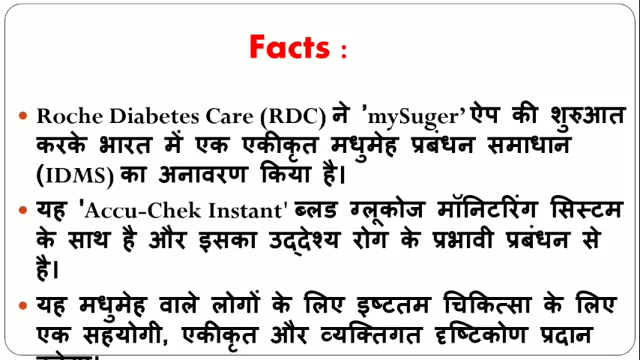 Facts :
• Roche Diabetes Care (RDC) ने 'mySuger’ ऐप की शुरुआत
करके भारत में एक एकीकृत मधुमेह प्रबंधन समाधान
(IDMS) का अनावरण किया है।
• यह 'Accu-Chek Instant' ब्लड ग्लूकोज मॉनिटरिंग सिस्टम
के साथ है और इसका उद्देश्य रोग के प्रभावी प्रबंधन से
है।
• यह मधुमेह वाले लोगों के लिए इष्टतम चिकित्सा के लिए
एक सहयोगी, एकीकृत और व्यक्तिगत दृष्टिकोण प्रदान